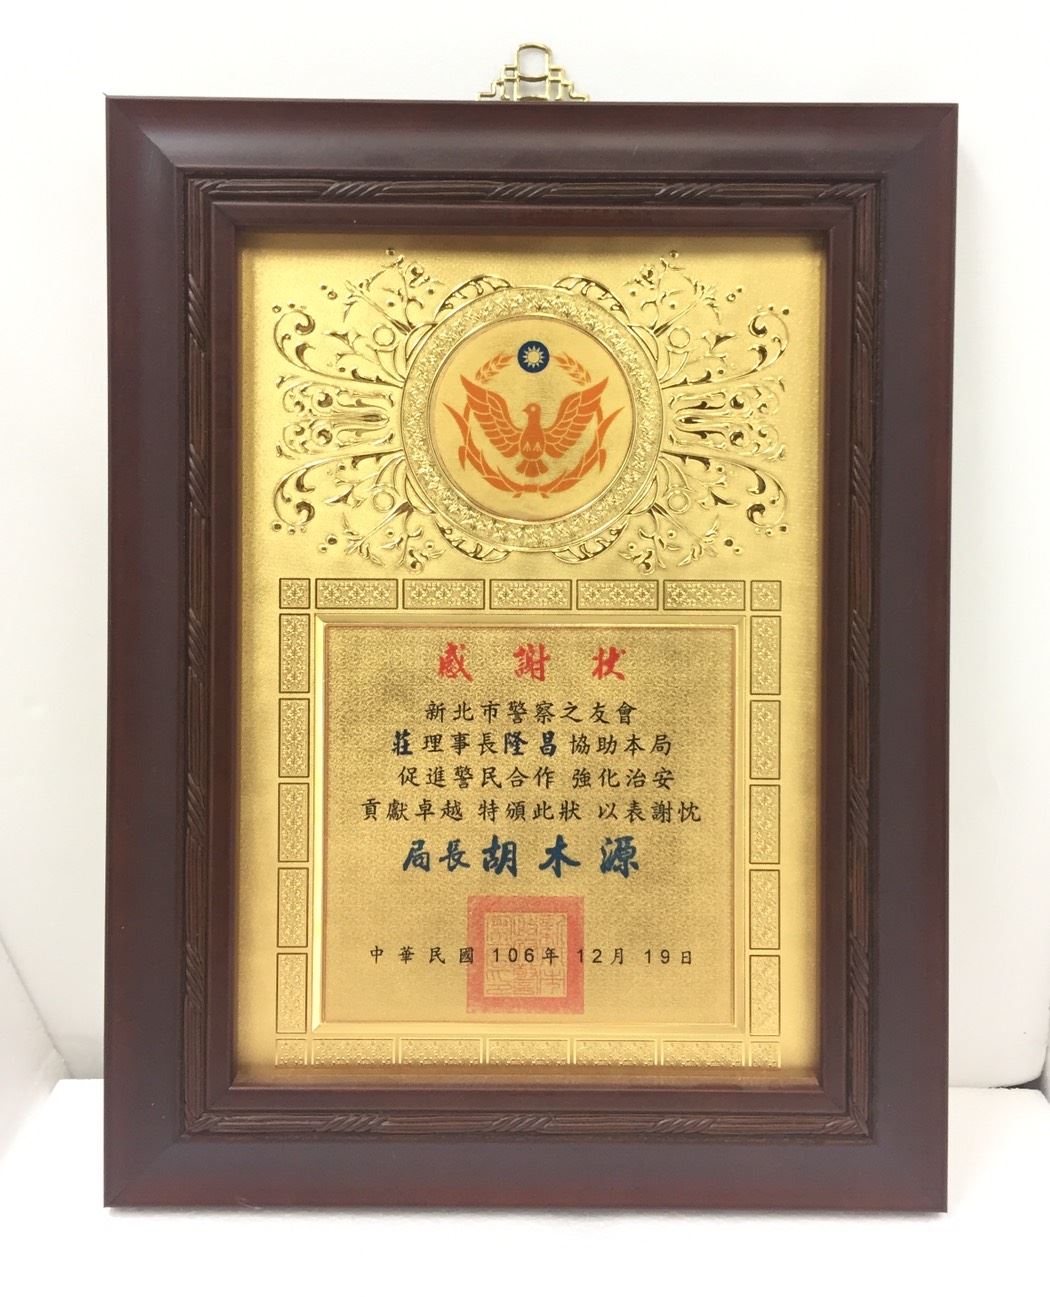 感謝狀
新北市警察之友會
莊理事長隆昌 協助本局
促進警民合作 強化治安
貢獻卓越 特頒此狀 以表謝忱
局長 胡木源
中華民國 106年 12月 19日